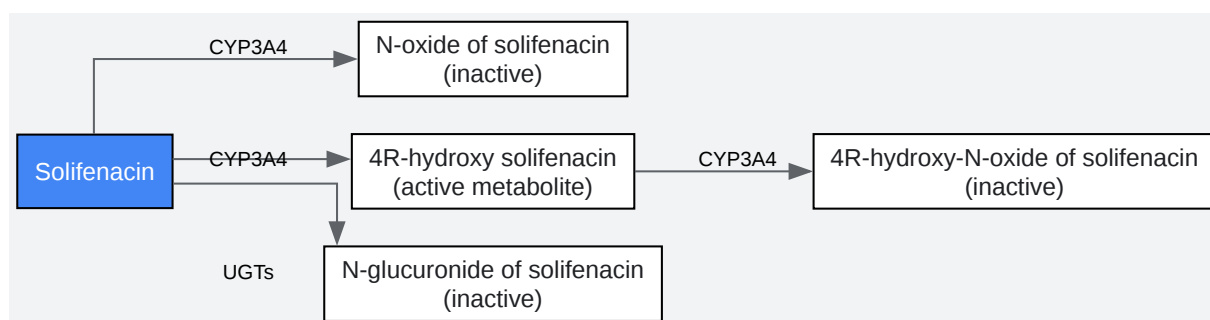 CYP3A4
N-oxide of solifenacin
(inactive)
Solifenacin
CYP3A4
4R-hydroxy solifenacin
(active metabolite)
CYP3A4
4R-hydroxy-N-oxide of solifenacin
(inactive)
UGTs
N-glucuronide of solifenacin
(inactive)